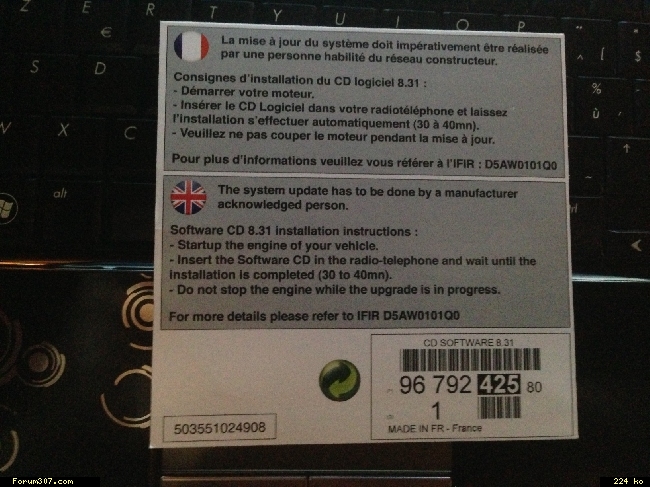 Z E R T Y U I O P
€
S D
W X C
alt
%
ù
$
La mise à jour du système doit impérativement être réalisée
par une personne habilité du réseau constructeur.
Consignes d'installation du CD logiciel 8.31 :
- Démarrer votre moteur.
- Insérer le CD Logiciel dans votre radiotéléphone et laissez
l'installation s'effectuer automatiquement (30 à 40mn).
- Veuillez ne pas couper le moteur pendant la mise à jour.
Pour plus d'informations veuillez vous référer à l'IFIR : D5AW0101Q0
The system update has to be done by a manufacturer
acknowledged person.
Software CD 8.31 installation instructions :
- Startup the engine of your vehicle.
- Insert the Software CD in the radio-telephone and wait until the
installation is completed (30 to 40mn).
- Do not stop the engine while the upgrade is in progress.
For more details please refer to IFIR D5AW0101Q0
CD SOFTWARE 8.31
96 792 425 80
1
MADE IN FR - France
503551024908
Forum307.com
224 ko